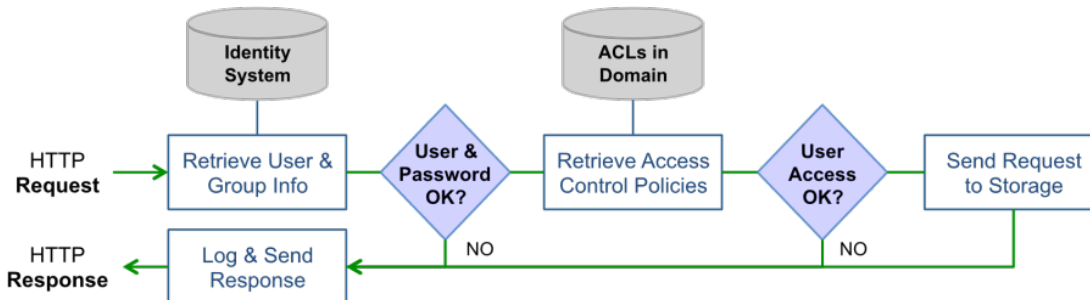 Identity
System
ACLs in
Domain
HTTP
Request
Retrieve User &
Group Info
User &
Password
OK?
Retrieve Access
Control Policies
User
Access
OK?
Send Request
to Storage
NO
NO
HTTP
Response
Log & Send
Response